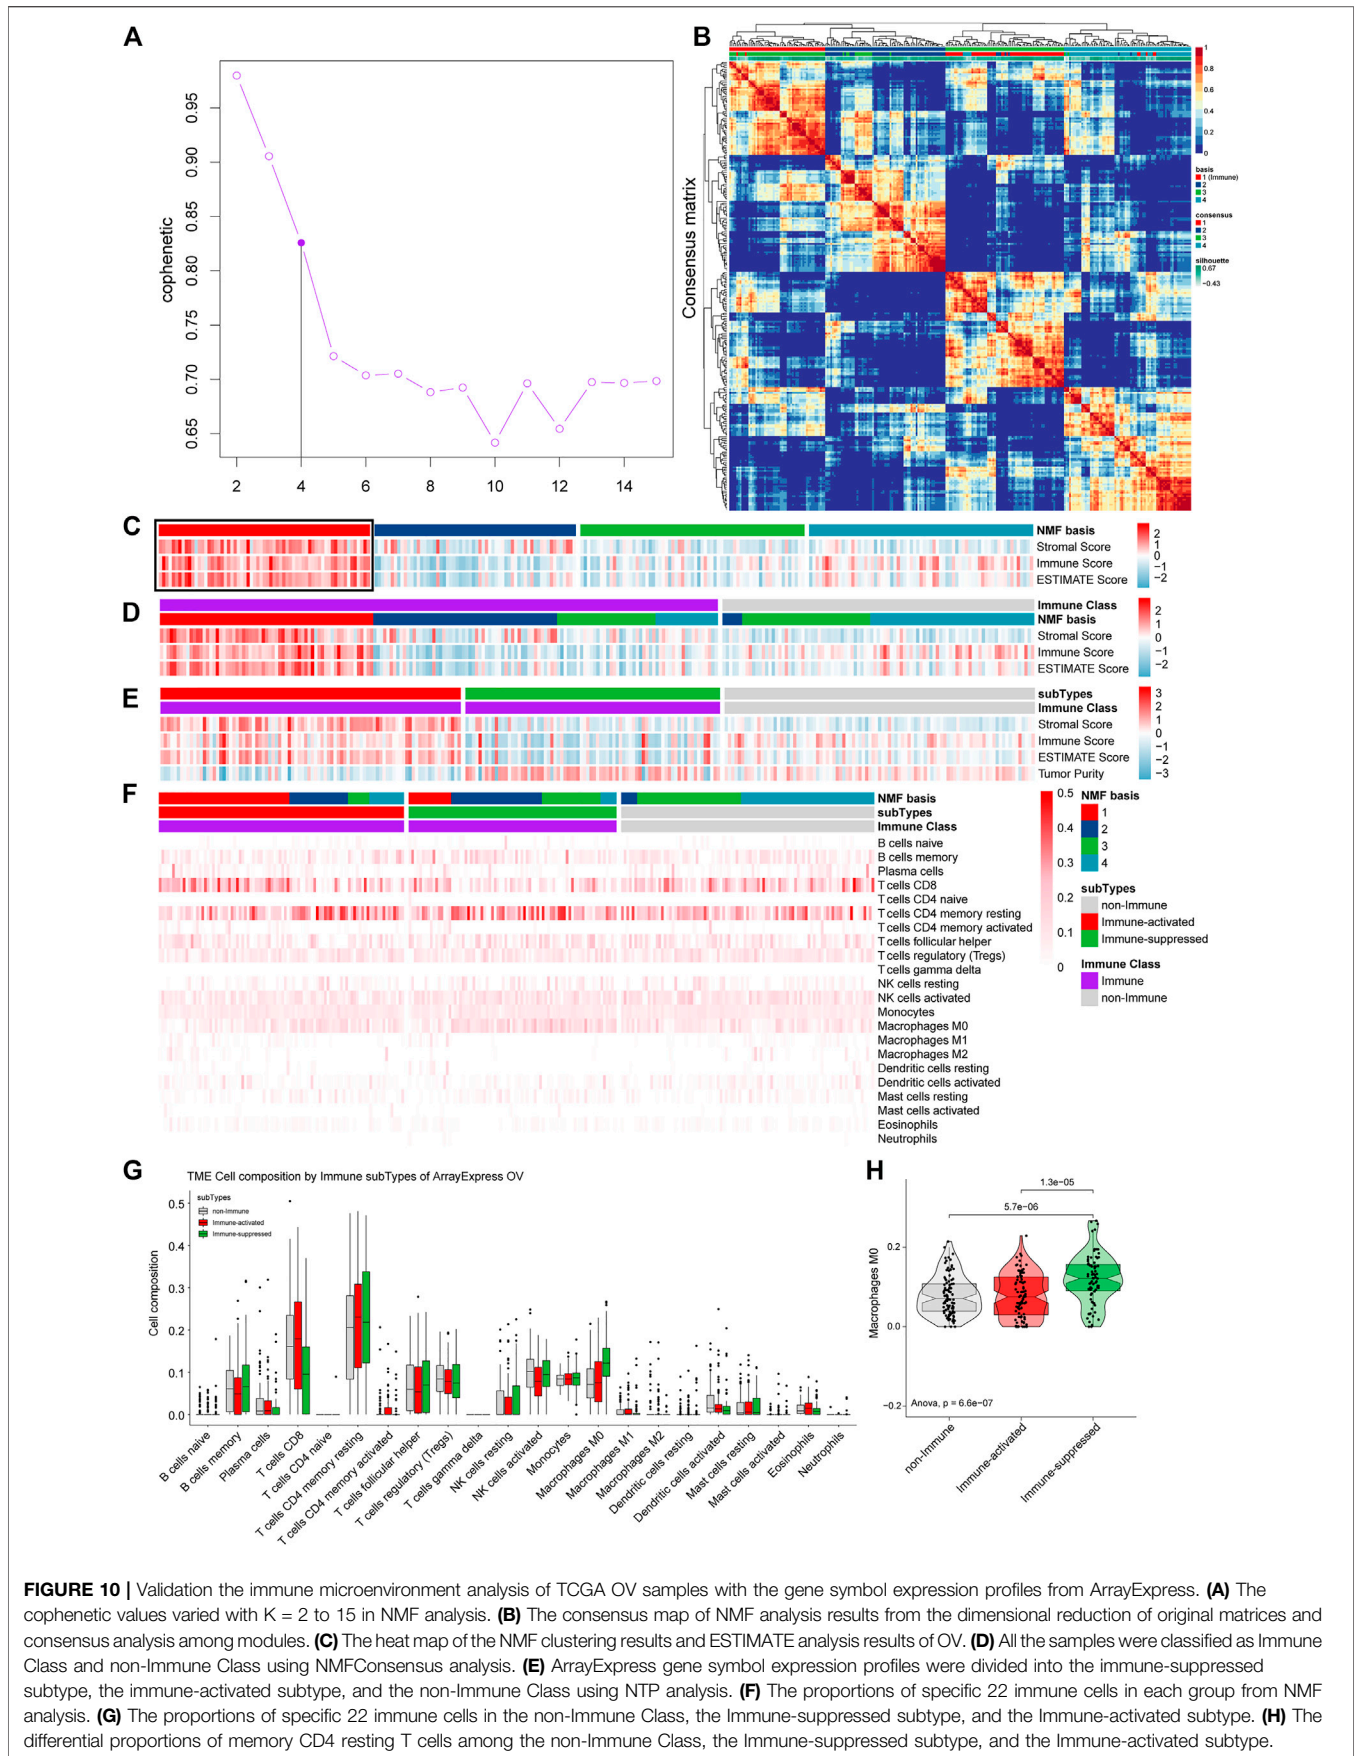 A
cophenetic
0.95
0.90
0.85
0.80
0.75
0.70
0.65
2
4
6
8
10
12
14
B
Consensus matrix
1
0.8
0.6
0.4
0.2
0
basis
1 (Immune)
2
3
4
consensus
1
2
3
4
silhouette
0.67
−0.43
C
NMF basis
Stromal Score
Immune Score
ESTIMATE Score
2
1
0
−1
−2
D
Immune Class
NMF basis
Stromal Score
Immune Score
ESTIMATE Score
2
1
0
−1
−2
E
subTypes
Immune Class
Stromal Score
Immune Score
ESTIMATE Score
Tumor Purity
3
2
1
0
−1
−2
−3
F
NMF basis
subTypes
Immune Class
B cells naive
B cells memory
Plasma cells
T cells CD8
T cells CD4 naive
T cells CD4 memory resting
T cells CD4 memory activated
T cells follicular helper
T cells regulatory (Tregs)
T cells gamma delta
NK cells resting
NK cells activated
Monocytes
Macrophages M0
Macrophages M1
Macrophages M2
Dendritic cells resting
Dendritic cells activated
Mast cells resting
Mast cells activated
Eosinophils
Neutrophils
0.5
0.4
0.3
0.2
0.1
0
NMF basis
1
2
3
4
subTypes
non-Immune
Immune-activated
Immune-suppressed
Immune Class
Immune
non-Immune
G
TME Cell composition by Immune subTypes of ArrayExpress OV
subTypes
non-Immune
Immune-activated
Immune-suppressed
Cell composition
0.5
0.4
0.3
0.2
0.1
0.0
B cells naive
B cells memory
Plasma cells
T cells CD8
T cells CD4 naive
T cells CD4 memory resting
T cells CD4 memory activated
T cells follicular helper
T cells regulatory (Tregs)
T cells gamma delta
NK cells resting
NK cells activated
Monocytes
Macrophages M0
Macrophages M1
Macrophages M2
Dendritic cells resting
Dendritic cells activated
Mast cells resting
Mast cells activated
Eosinophils
Neutrophils
H
1.3e−05
5.7e−06
Macrophages M0
0.2
0.0
−0.2
Anova, p = 6.6e−07
non-Immune
Immune-activated
Immune-suppressed
FIGURE 10 | Validation the immune microenvironment analysis of TCGA OV samples with the gene symbol expression profiles from ArrayExpress. (A) The
cophenetic values varied with K = 2 to 15 in NMF analysis. (B) The consensus map of NMF analysis results from the dimensional reduction of original matrices and
consensus analysis among modules. (C) The heat map of the NMF clustering results and ESTIMATE analysis results of OV. (D) All the samples were classified as Immune
Class and non-Immune Class using NMFConsensus analysis. (E) ArrayExpress gene symbol expression profiles were divided into the immune-suppressed
subtype, the immune-activated subtype, and the non-Immune Class using NTP analysis. (F) The proportions of specific 22 immune cells in each group from NMF
analysis. (G) The proportions of specific 22 immune cells in the non-Immune Class, the Immune-suppressed subtype, and the Immune-activated subtype. (H) The
differential proportions of memory CD4 resting T cells among the non-Immune Class, the Immune-suppressed subtype, and the Immune-activated subtype.